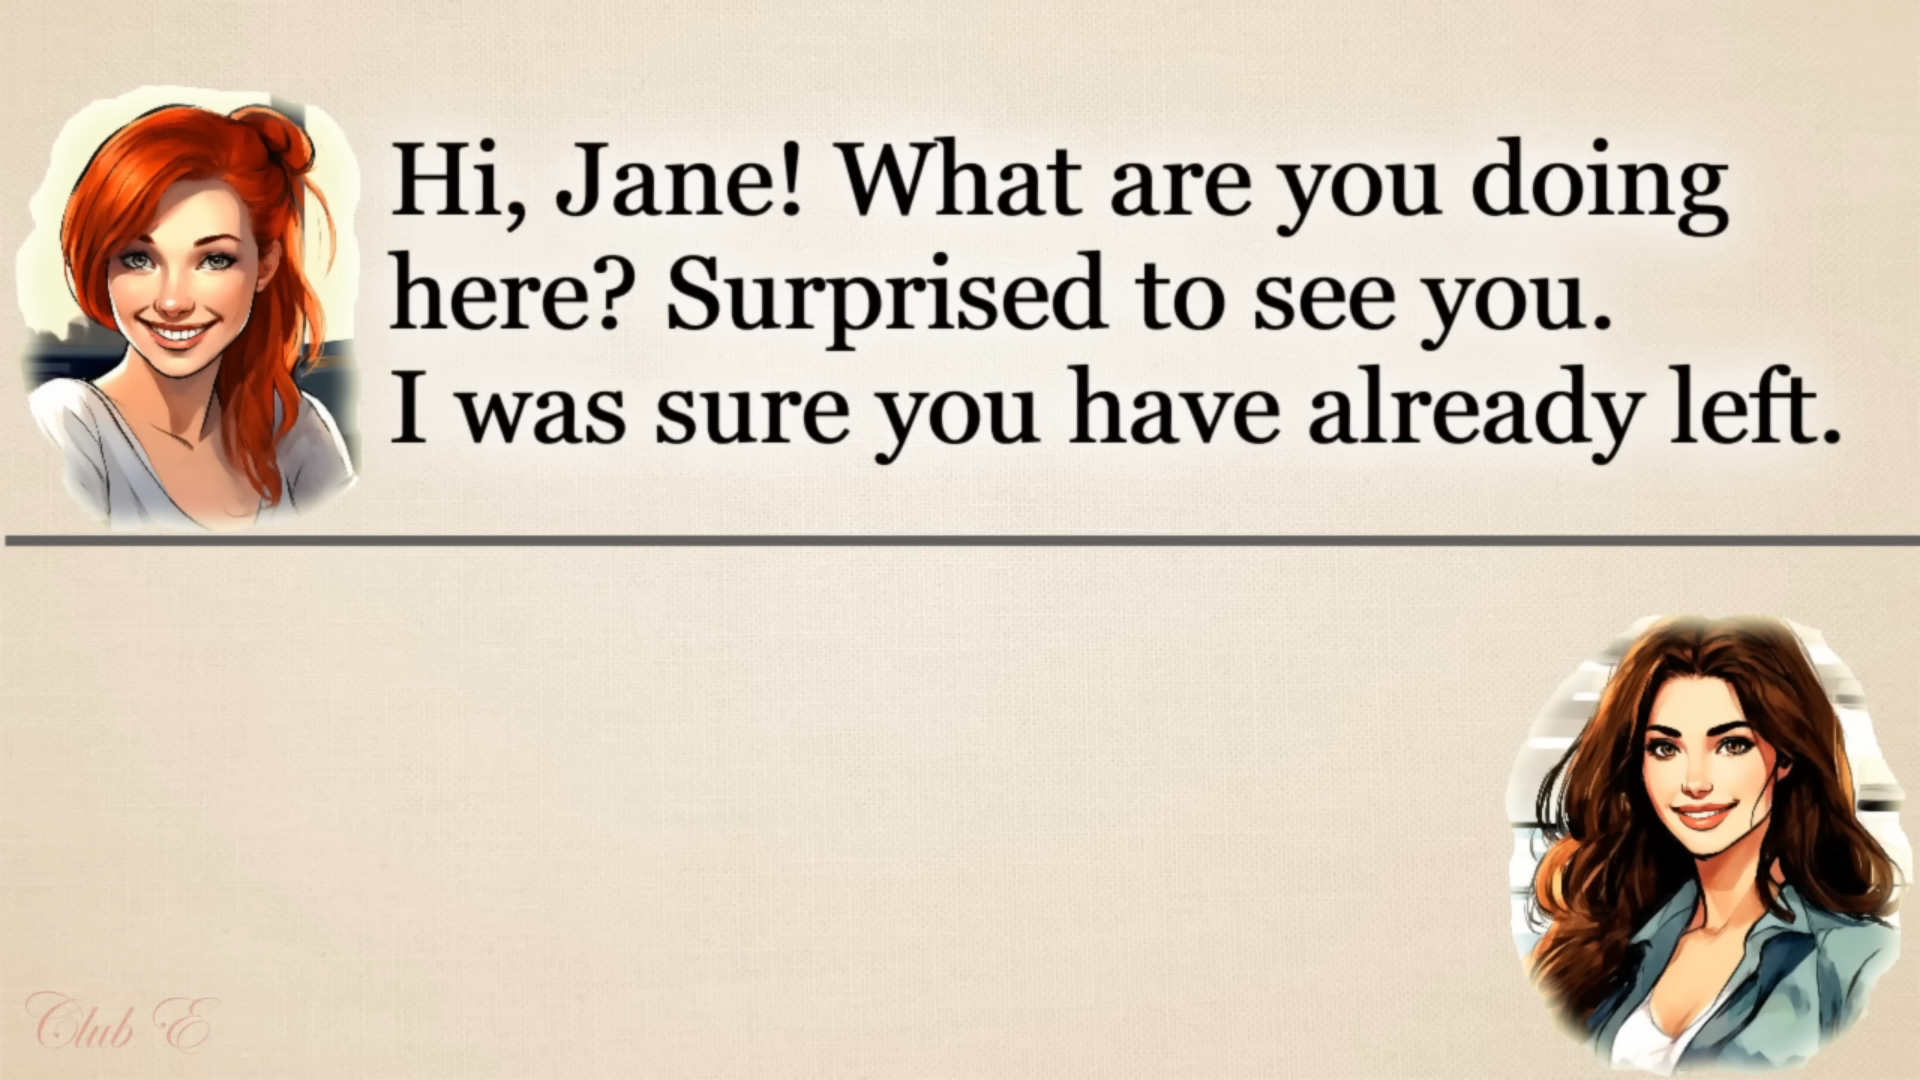 Hi, Jane! What are you doing
here? Surprised to see you.
I was sure you have already left.
Club E